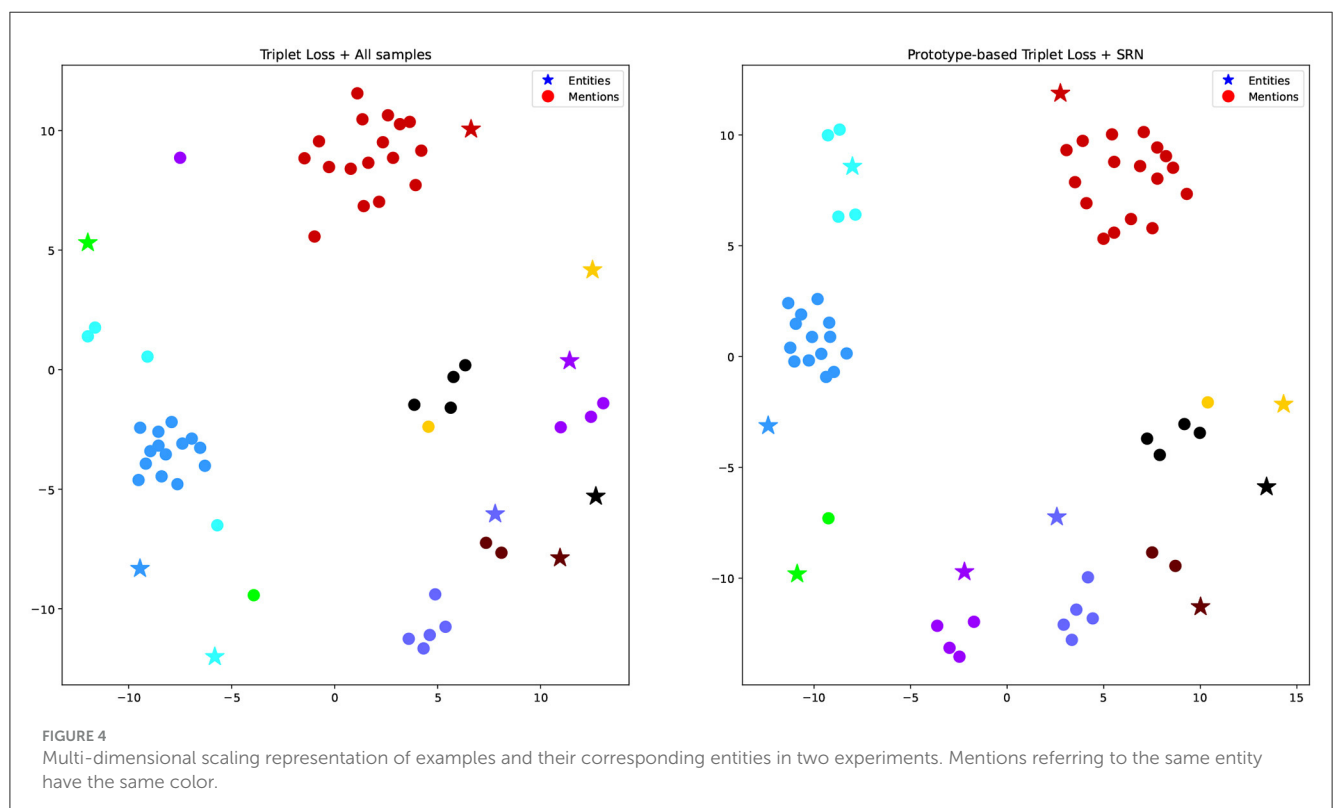 Triplet Loss + All samples
Entities
Mentions
10
5
0
−5
−10
−10
−5
0
5
10
Prototype-based Triplet Loss + SRN
Entities
Mentions
10
5
0
−5
−10
−10
−5
0
5
10
15
FIGURE 4
Multi-dimensional scaling representation of examples and their corresponding entities in two experiments. Mentions referring to the same entity
have the same color.